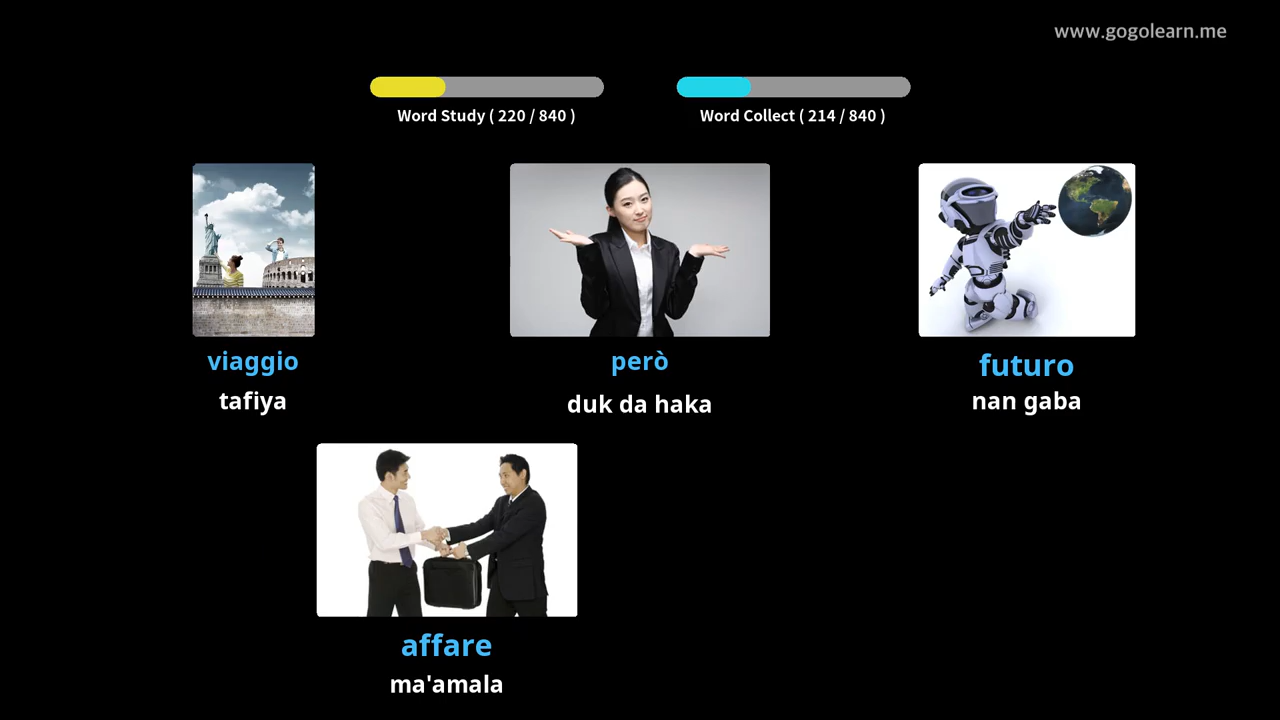 www.gogolearn.me
Word Study ( 220 / 840 )
Word Collect ( 214 / 840 )
viaggio
tafiya
però
duk da haka
futuro
nan gaba
affare
ma'amala